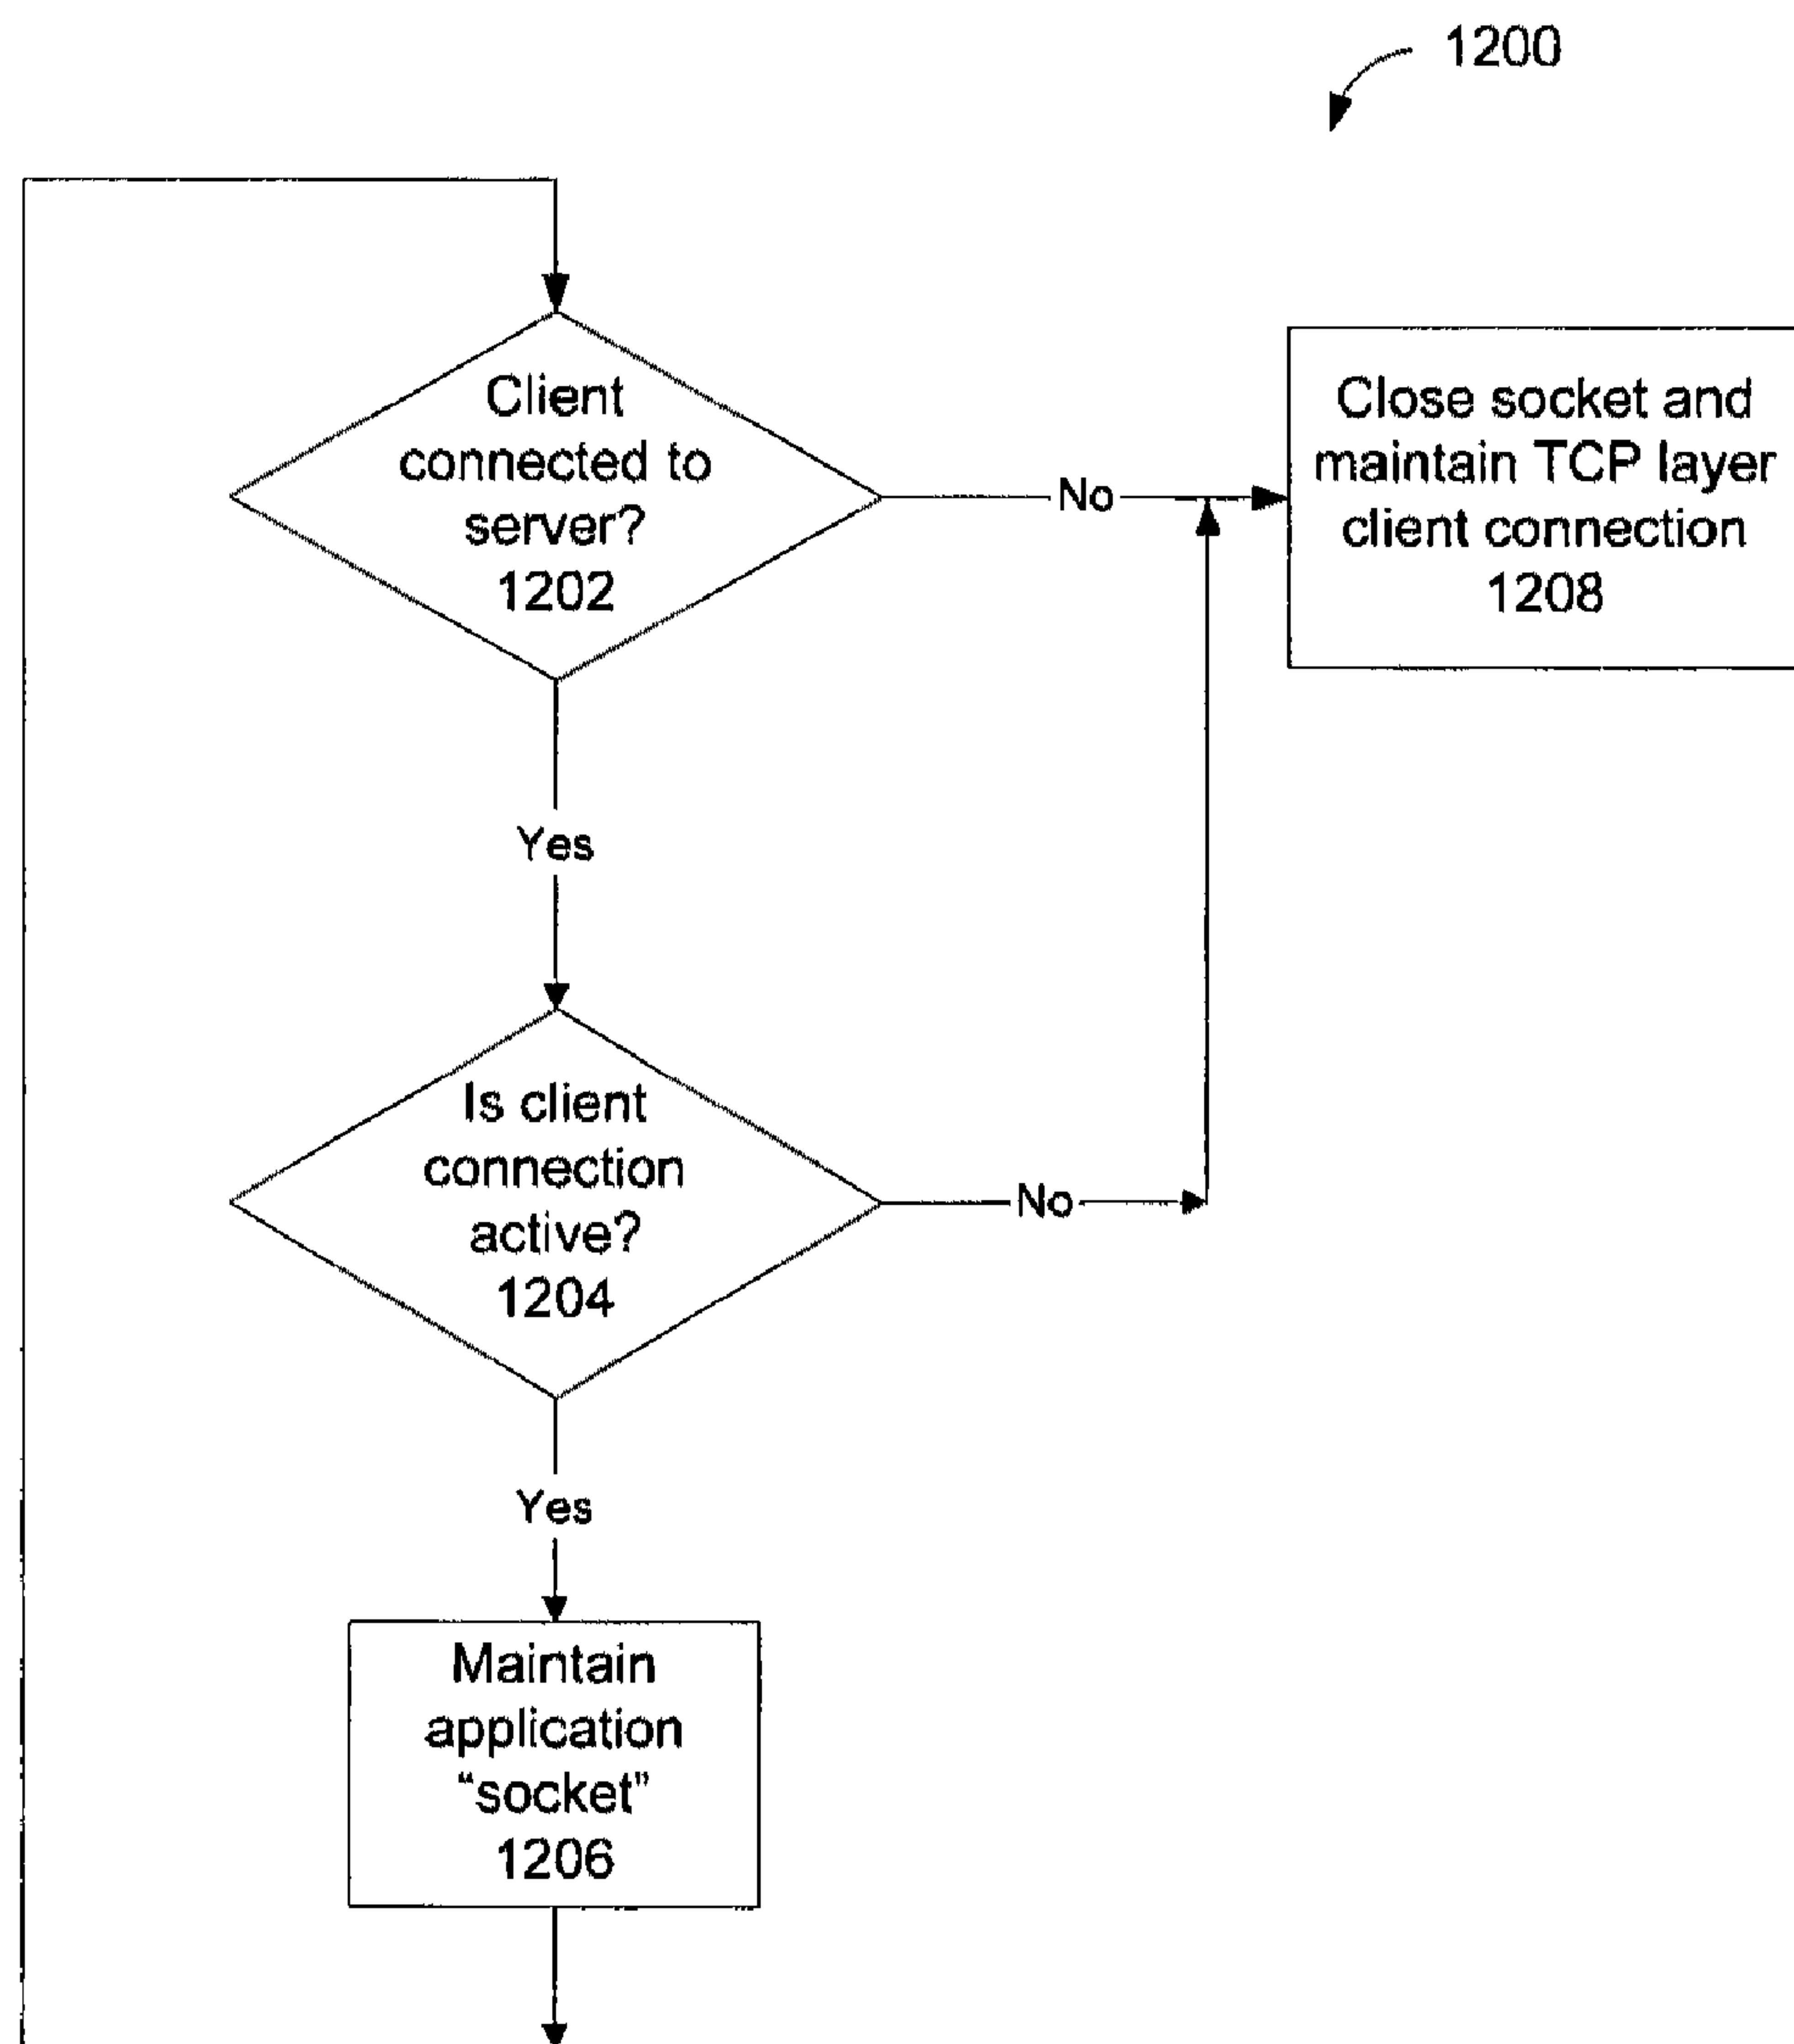 1200
Client
connected to
server?
1202
No
Close socket and
maintain TCP layer
client connection
1208
Yes
Is client
connection
active?
1204
No
Yes
Maintain
application
“socket”
1206